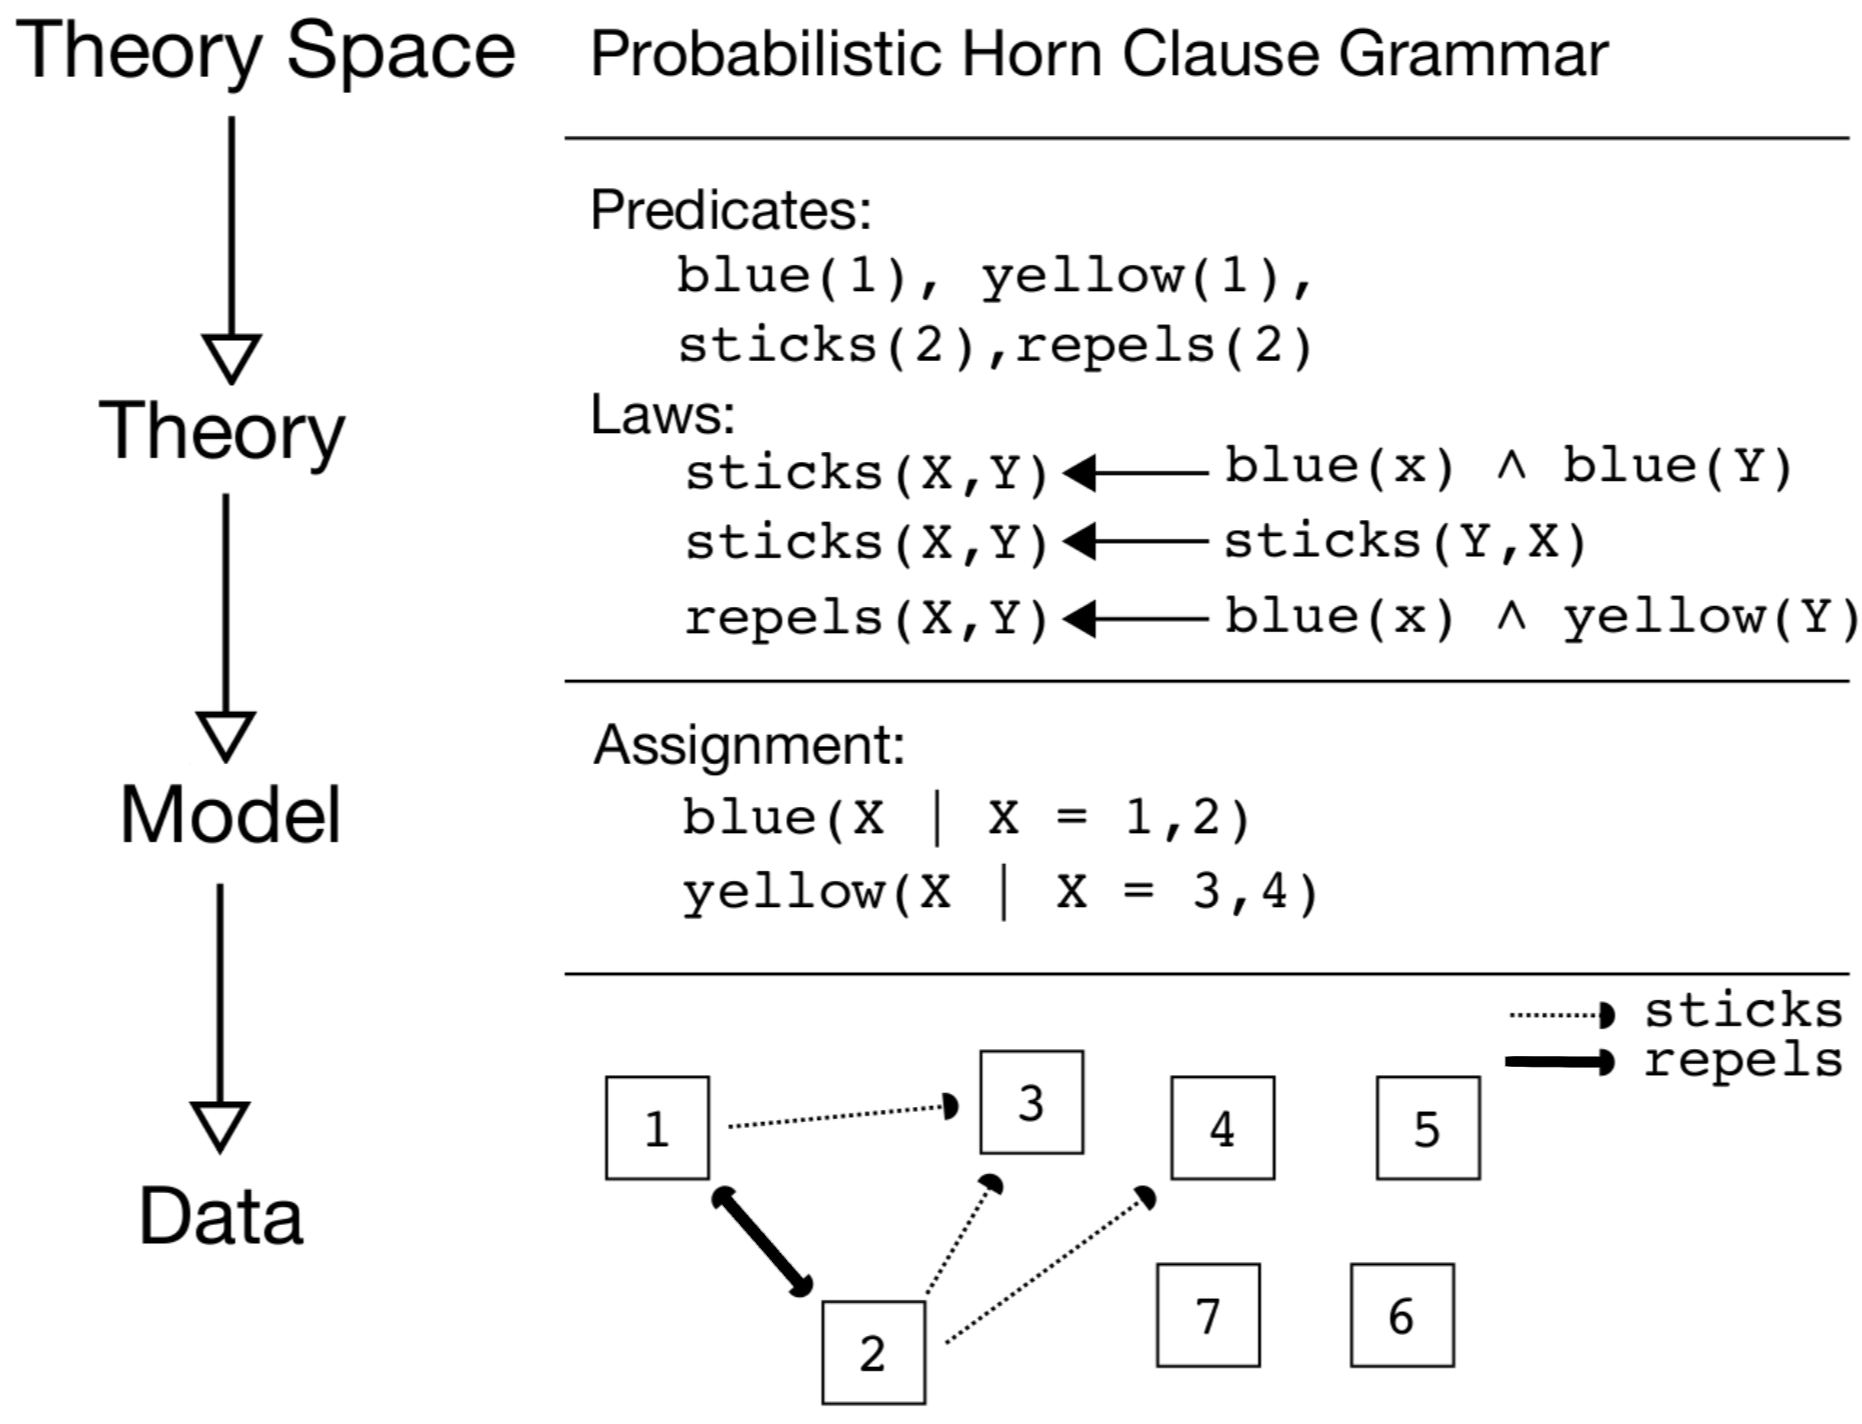 Theory Space
Probabilistic Horn Clause Grammar
Theory
Predicates:
blue(1), yellow(1),
sticks(2),repels(2)
Laws:
sticks(X,Y) ← blue(x) ∧ blue(Y)
sticks(X,Y) ← sticks(Y,X)
repels(X,Y) ← blue(x) ∧ yellow(Y)
Model
Assignment:
blue(X | X = 1,2)
yellow(X | X = 3,4)
Data
sticks
repels
1
3
4
5
2
7
6